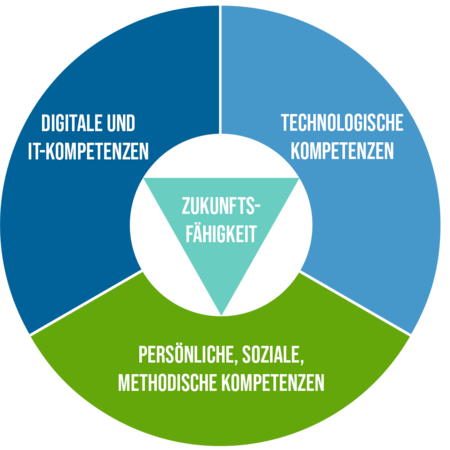 DIGITALE UND
IT-KOMPETENZEN
TECHNOLOGISCHE
KOMPETENZEN
ZUKUNFTS-
FÄHIGKEIT
PERSÖNLICHE, SOZIALE,
METHODISCHE KOMPETENZEN